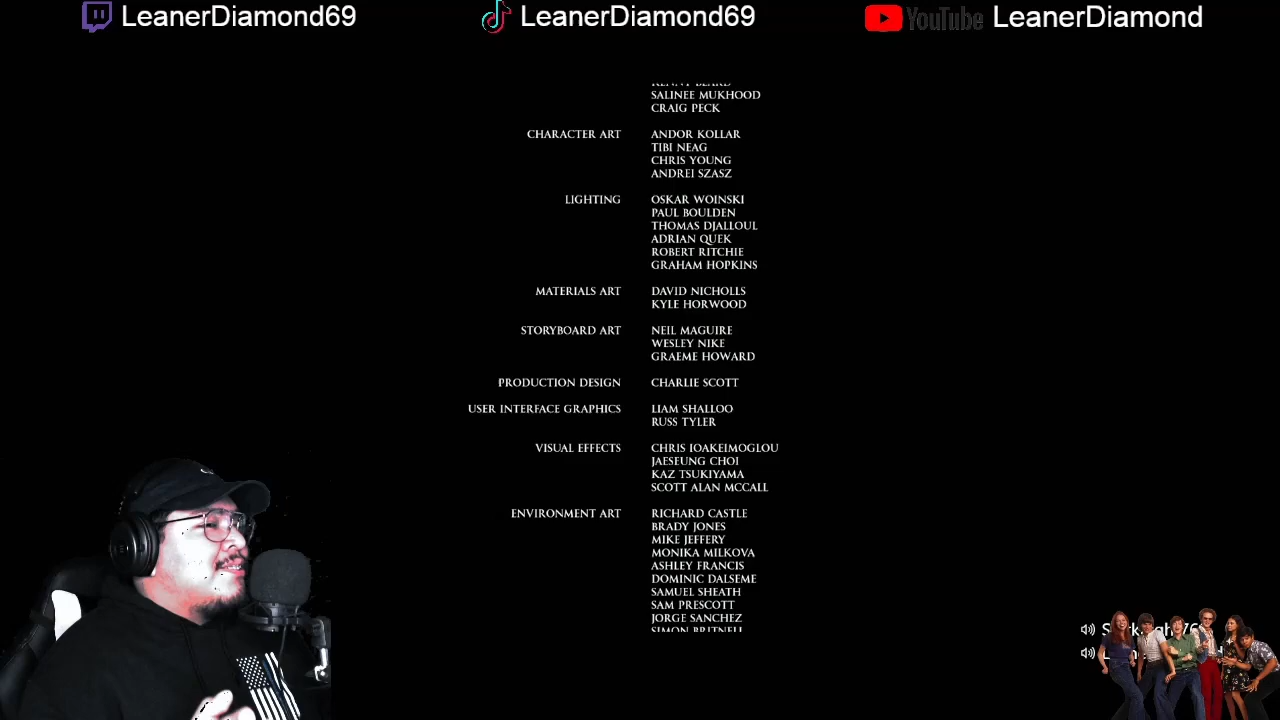 LeanerDiamond69
LeanerDiamond69
YouTube LeanerDiamond
SALINEE MUKHOOD
CRAIG PECK
CHARACTER ART ANDOR KOLLAR
TIBI NEAG
CHRIS YOUNG
ANDREI SZASZ
LIGHTING OSKAR WOINSKI
PAUL BOULDEN
THOMAS DJALLOUL
ADRIAN QUEK
ROBERT RITCHIE
GRAHAM HOPKINS
MATERIALS ART DAVID NICHOLLS
KYLE HORWOOD
STORYBOARD ART NEIL MAGUIRE
WESLEY NIKE
GRAEME HOWARD
PRODUCTION DESIGN CHARLIE SCOTT
USER INTERFACE GRAPHICS LIAM SHALLOO
RUSS TYLER
VISUAL EFFECTS CHRIS IOAKEIMOGLOU
JAESEUNG CHOI
KAZ TSUKIYAMA
SCOTT ALAN MCCALL
ENVIRONMENT ART RICHARD CASTLE
BRADY JONES
MIKE JEFFERY
MONIKA MILKOVA
ASHLEY FRANCIS
DOMINIC DALSEME
SAMUEL SHEATH
SAM PRESCOTT
JORGE SANCHEZ
SIMON BRITNELL